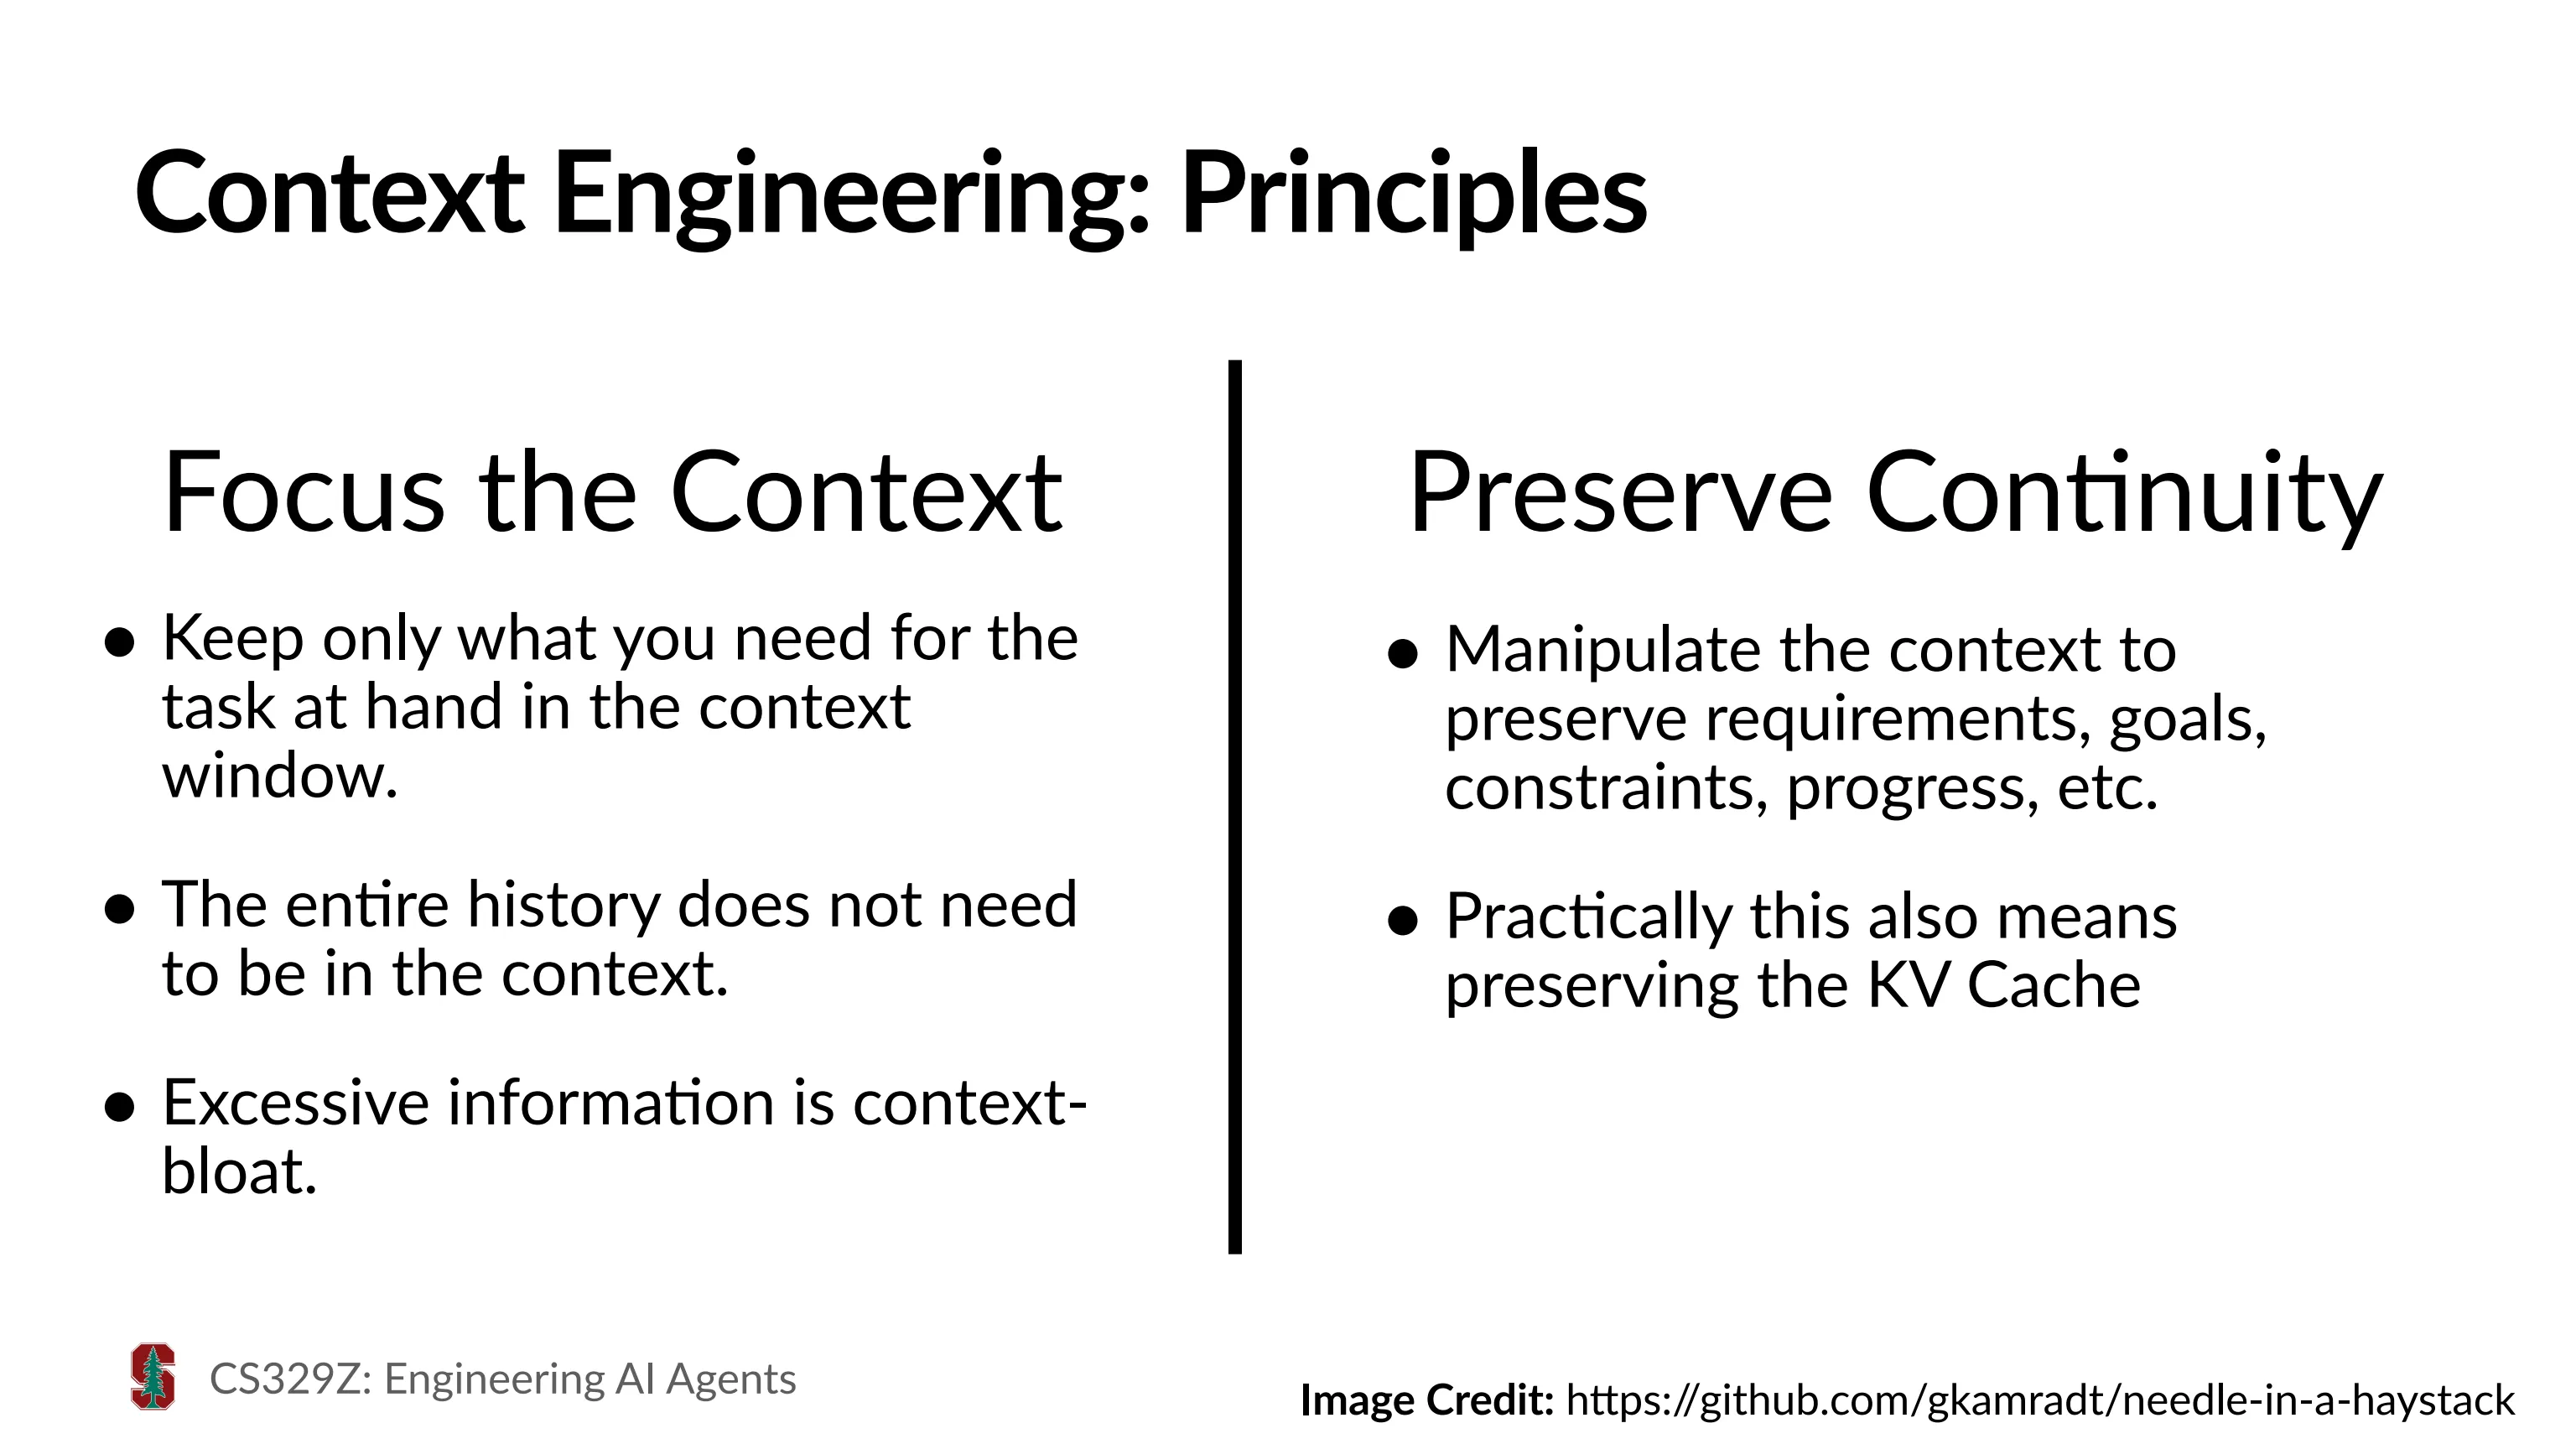 Context Engineering: Principles
Focus the Context
● Keep only what you need for the
task at hand in the context
window.
● The entire history does not need
to be in the context.
● Excessive information is context-
bloat.
Preserve Continuity
● Manipulate the context to
preserve requirements, goals,
constraints, progress, etc.
● Practically this also means
preserving the KV Cache
CS329Z: Engineering AI Agents
Image Credit: https://github.com/gkamradt/needle-in-a-haystack